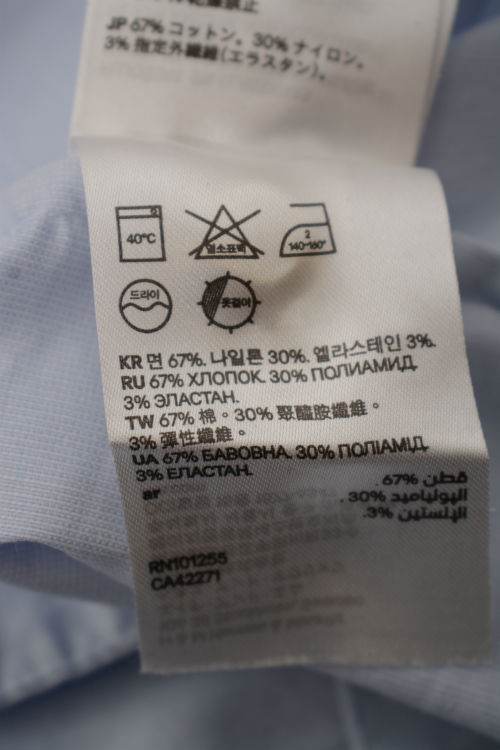 JP 67% コットン。30% ナイロン。
3% 指定外繊維(エラスタン)。
40℃
염소표백
2
140~160°
드라이
옷걸이
KR 면 67%. 나일론 30%. 엘라스테인 3%.
RU 67% ХЛОПОК. 30% ПОЛИАМИД.
3% ЭЛАСТАН.
TW 67% 棉。30% 聚醯胺纖維。
3% 彈性纖維。
UA 67% БАВОВНА. 30% ПОЛІАМІД.
3% ЕЛАСТАН.
ar
قطن 67%.
البولياميد 30%.
الإلستين 3%.
RN101255
CA42271